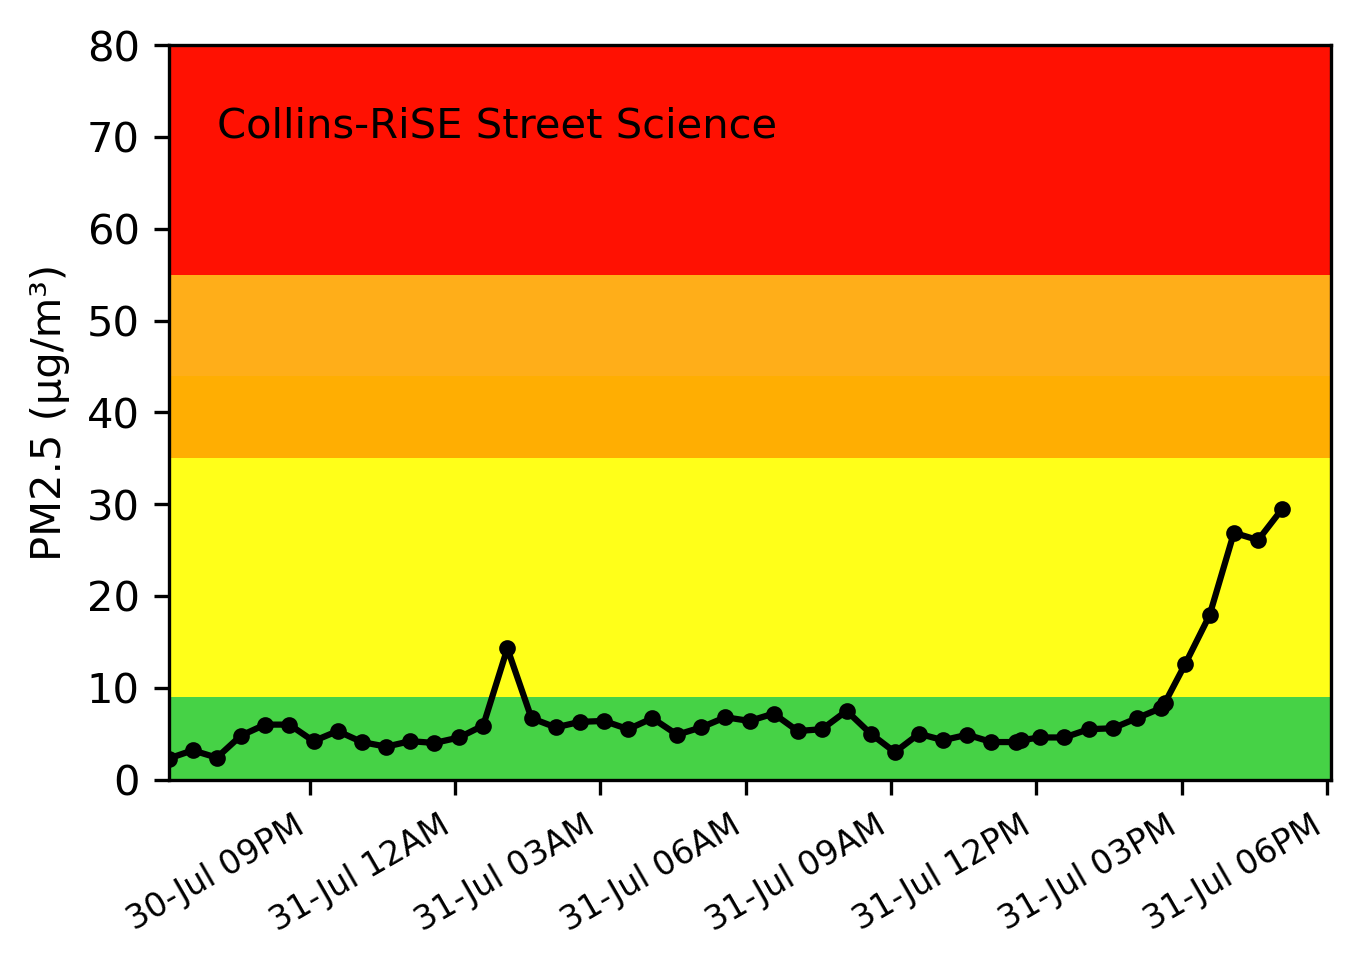 Collins-RiSE Street Science
PM2.5 (µg/m³)
80
70
60
50
40
30
20
10
0
30-Jul 09PM
31-Jul 12AM
31-Jul 03AM
31-Jul 06AM
31-Jul 09AM
31-Jul 12PM
31-Jul 03PM
31-Jul 06PM